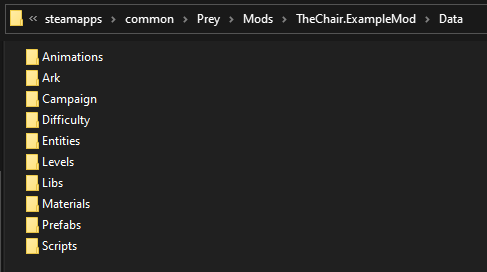 « steamapps > common > Prey > Mods > TheChair.ExampleMod > Data
Animations
Ark
Campaign
Difficulty
Entities
Levels
Libs
Materials
Prefabs
Scripts